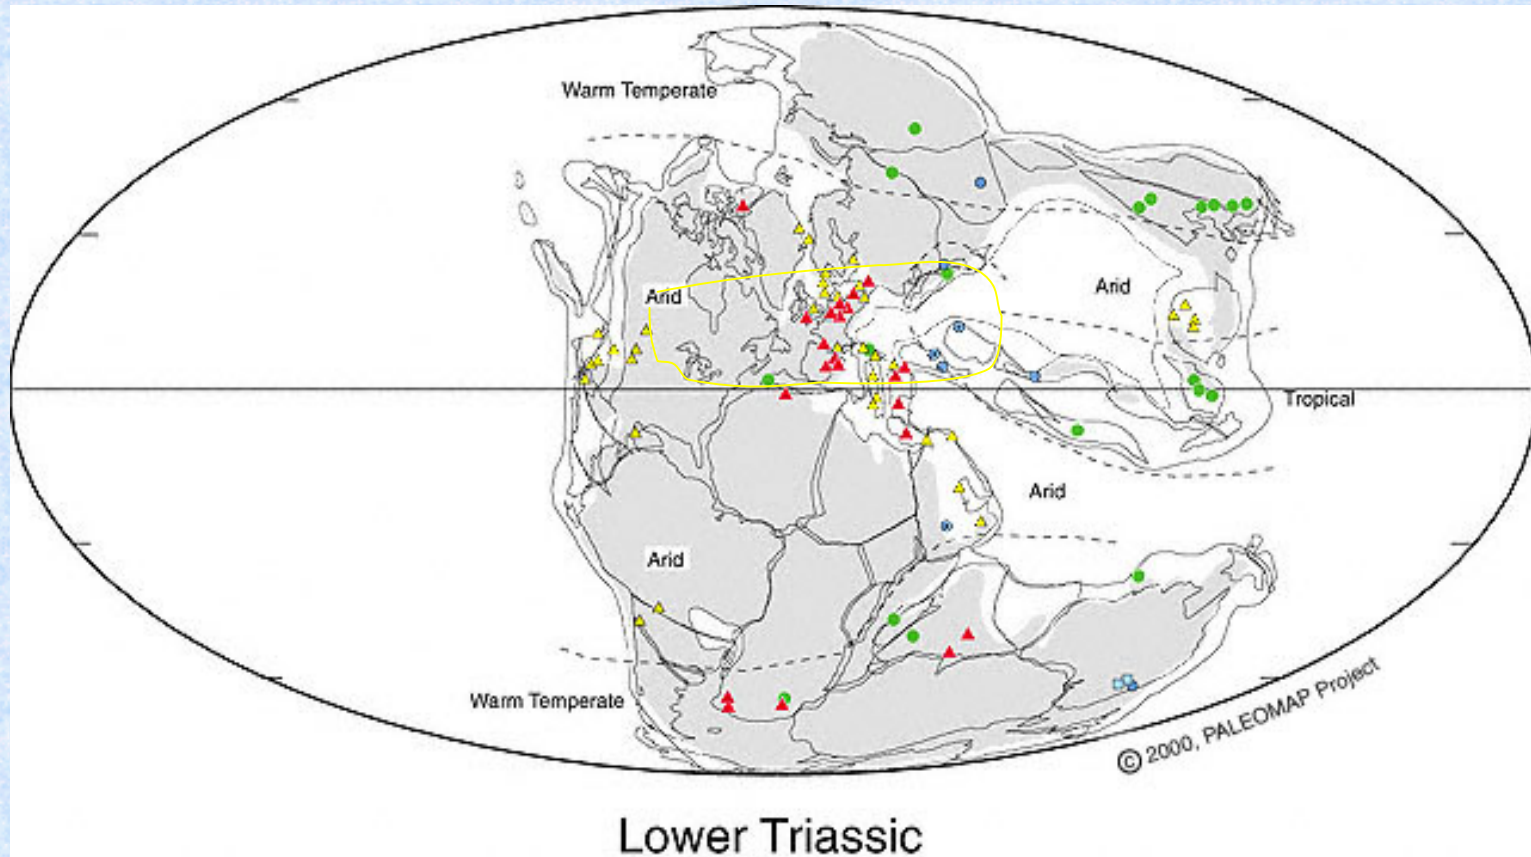 Warm Temperate
Arid
Arid
Tropical
Arid
Arid
Warm Temperate
© 2000, PALEOMAP Project
Lower Triassic